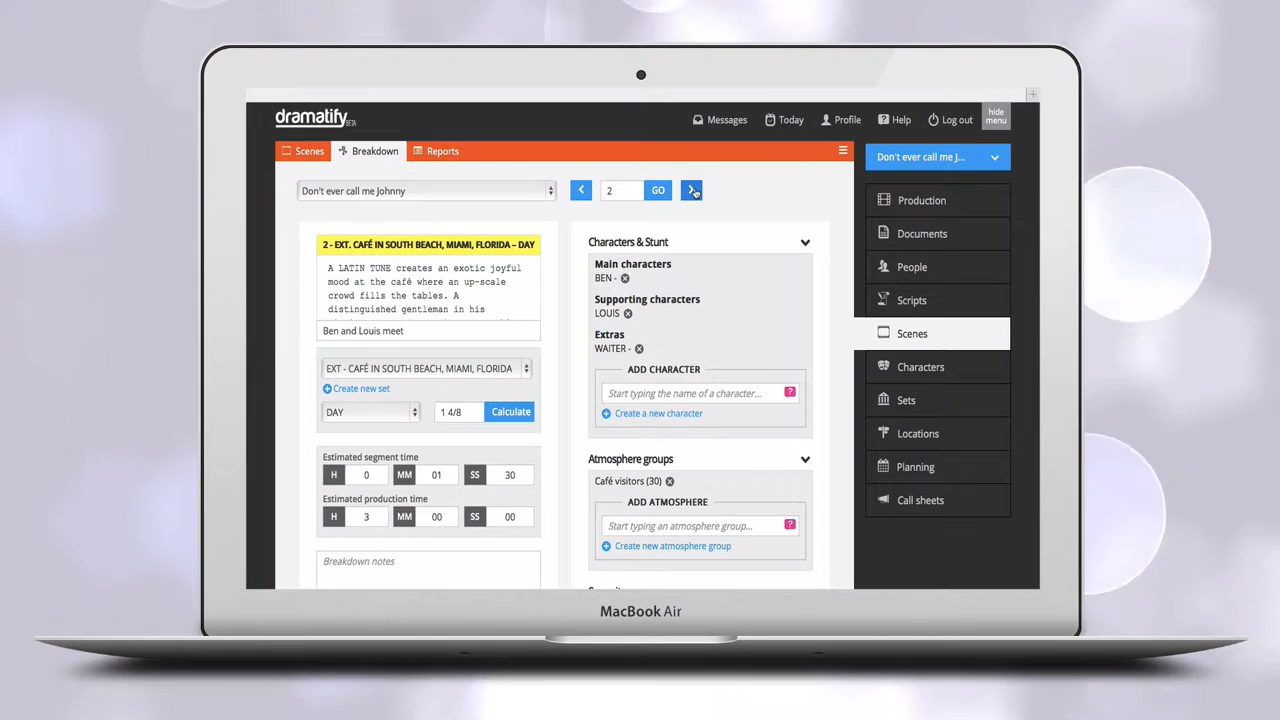 dramatify BETA
Messages
Today
Profile
Help
Log out
hide menu
Scenes
Breakdown
Reports
Don't ever call me J...
Don't ever call me Johnny
2
GO
2 - EXT. CAFÉ IN SOUTH BEACH, MIAMI, FLORIDA – DAY
A LATIN TUNE creates an exotic joyful
mood at the café where an up-scale
crowd fills the tables. A
distinguished gentleman in his
Ben and Louis meet
EXT - CAFÉ IN SOUTH BEACH, MIAMI, FLORIDA
Create new set
DAY
1 4/8
Calculate
Estimated segment time
H 0 MM 01 SS 30
Estimated production time
H 3 MM 00 SS 00
Breakdown notes
Characters & Stunt
Main characters
BEN -
Supporting characters
LOUIS
Extras
WAITER -
ADD CHARACTER
Start typing the name of a character...
?
Create a new character
Atmosphere groups
Café visitors (30)
ADD ATMOSPHERE
Start typing an atmosphere group...
?
Create new atmosphere group
Production
Documents
People
Scripts
Scenes
Characters
Sets
Locations
Planning
Call sheets
MacBook Air